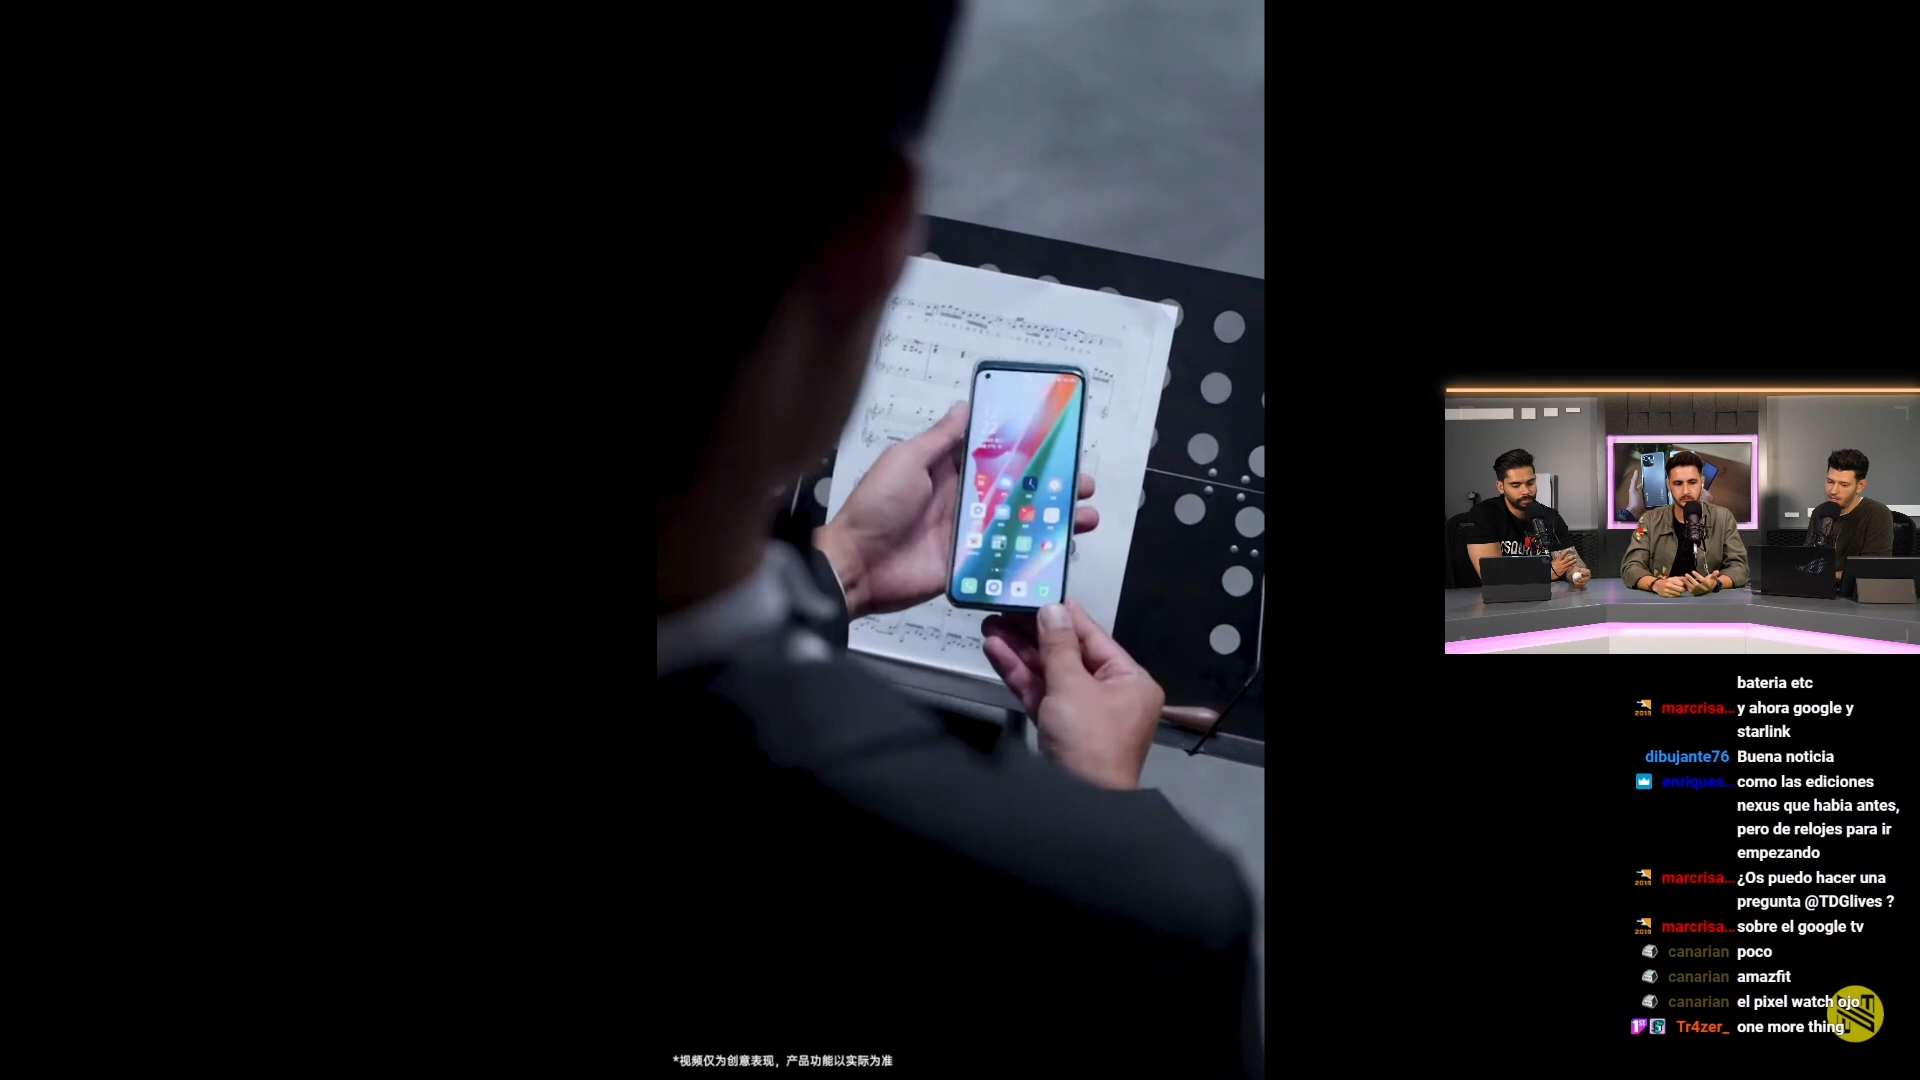 *视频仅为创意表现，产品功能以实际为准
bateria etc
marcrisa... y ahora google y
starlink
dibujante76 Buena noticia
enriques... como las ediciones
nexus que habia antes,
pero de relojes para ir
empezando
marcrisa... ¿Os puedo hacer una
pregunta @TDGlives ?
marcrisa... sobre el google tv
canarian poco
canarian amazfit
canarian el pixel watch ojo
Tr4zer_ one more thing